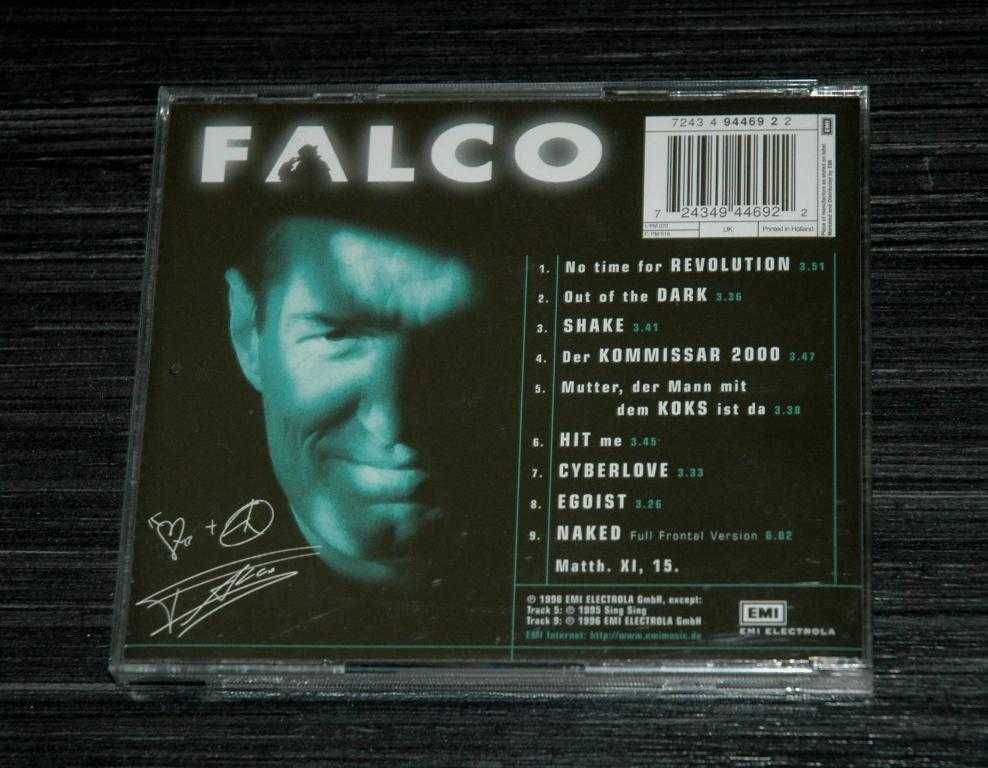 FALCO
7243 4 94469 2 2
EMI
7 24349 44692 2
UK:
Printed in Holland
1. No time for REVOLUTION 3.51
2. Out of the DARK 3.36
3. SHAKE 3.41
4. Der KOMMISSAR 2000 3.47
5. Mutter, der Mann mit
dem KOKS ist da 3.38
6. HIT me 3.45
7. CYBERLOVE 3.33
8. EGOIST 3.26
9. NAKED Full Frontal Version 6.02
Matth. XI, 15.
℗ 1998 EMI ELECTROLA GmbH, except:
Track 5: ℗ 1995 Sing Sing
Track 9: ℗ 1996 EMI ELECTROLA GmbH
EMI Internet: http://www.emimusic.de
EMI
EMI ELECTROLA
Falco